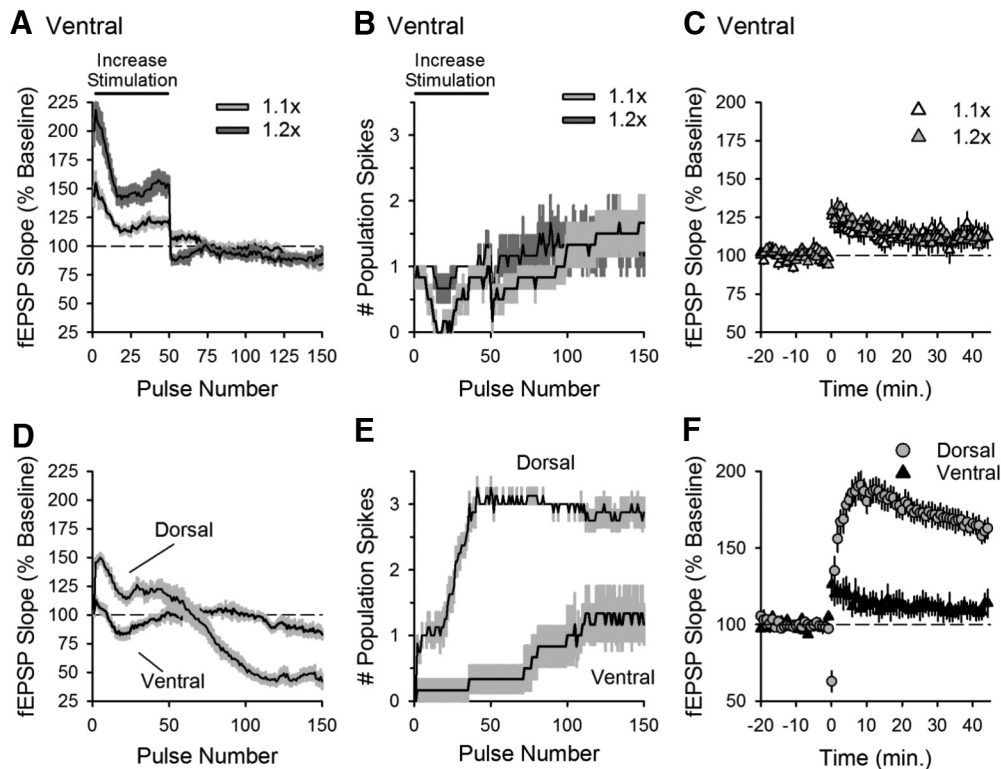 A Ventral
Increase
Stimulation
fEPSP Slope (% Baseline)
225
200
175
150
125
100
75
50
25
0 25 50 75 100 125 150
Pulse Number
1.1x
1.2x
B Ventral
Increase
Stimulation
# Population Spikes
3
2
1
0
0 50 100 150
Pulse Number
1.1x
1.2x
C Ventral
fEPSP Slope (% Baseline)
200
175
150
125
100
75
50
-20 -10 0 10 20 30 40
Time (min.)
1.1x
1.2x
D
fEPSP Slope (% Baseline)
225
200
175
150
125
100
75
50
25
Dorsal
Ventral
0 50 100 150
Pulse Number
E
# Population Spikes
3
2
1
0
Dorsal
Ventral
0 50 100 150
Pulse Number
F
Dorsal
Ventral
fEPSP Slope (% Baseline)
200
150
100
50
-20 -10 0 10 20 30 40
Time (min.)